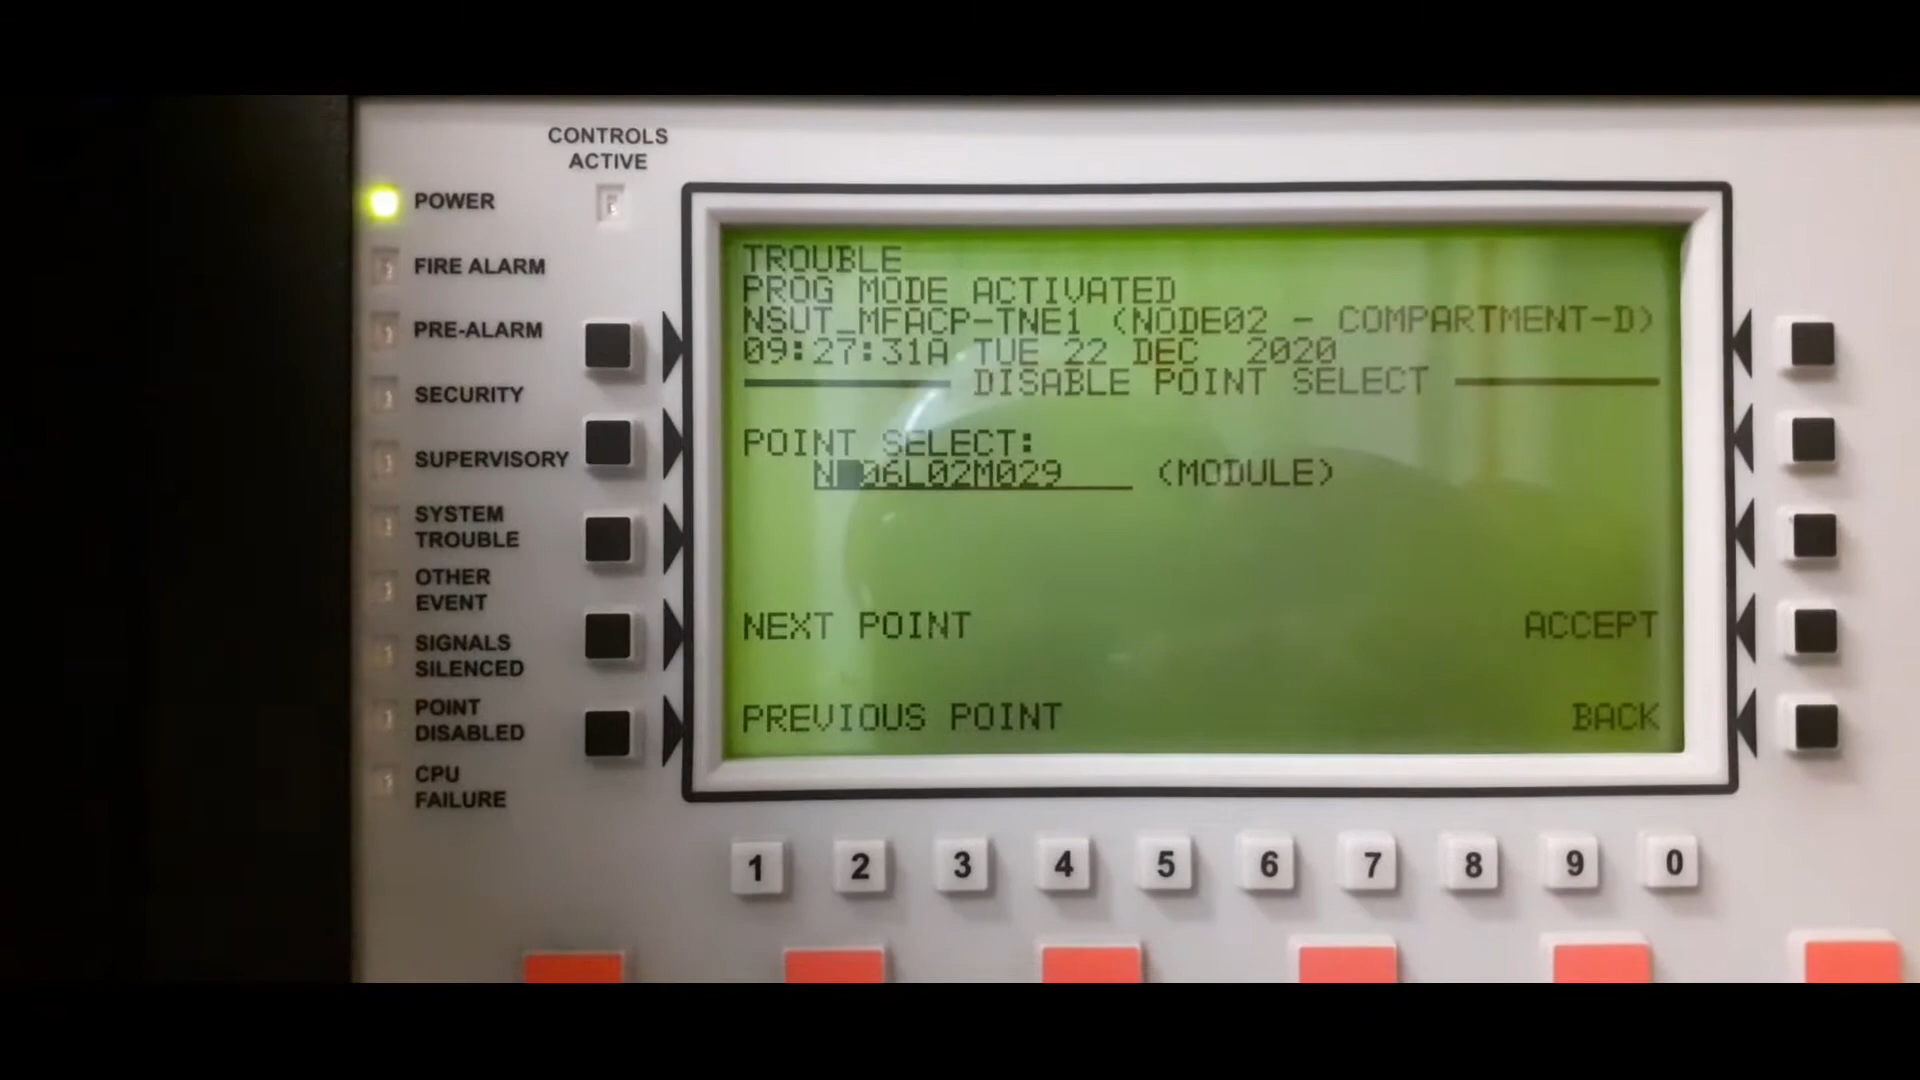 CONTROLS
ACTIVE
POWER
FIRE ALARM
PRE-ALARM
SECURITY
SUPERVISORY
SYSTEM
TROUBLE
OTHER
EVENT
SIGNALS
SILENCED
POINT
DISABLED
CPU
FAILURE
TROUBLE
PROG MODE ACTIVATED
NSUT_MFACP-TNE1 (NODE02 - COMPARTMENT-D)
09:27:31A TUE 22 DEC 2020
DISABLE POINT SELECT
POINT SELECT:
(MODULE)
NEXT POINT ACCEPT
PREVIOUS POINT BACK
1 2 3 4 5 6 7 8 9 0